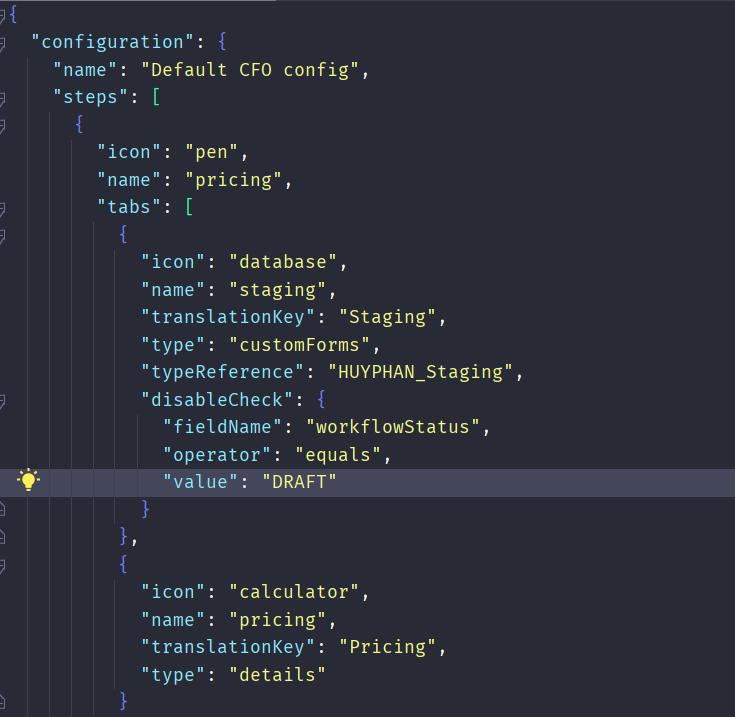 {
"configuration": {
"name": "Default CFO config",
"steps": [
{
"icon": "pen",
"name": "pricing",
"tabs": [
{
"icon": "database",
"name": "staging",
"translationKey": "Staging",
"type": "customForms",
"typeReference": "HUYPHAN_Staging",
"disableCheck": {
"fieldName": "workflowStatus",
"operator": "equals",
"value": "DRAFT"
}
},
{
"icon": "calculator",
"name": "pricing",
"translationKey": "Pricing",
"type": "details"
}